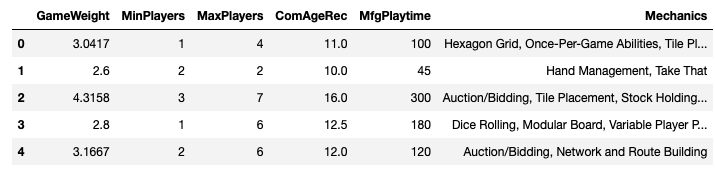 GameWeight MinPlayers MaxPlayers ComAgeRec MfgPlaytime Mechanics
0 3.0417 1 4 11.0 100 Hexagon Grid, Once-Per-Game Abilities, Tile Pl...
1 2.6 2 2 10.0 45 Hand Management, Take That
2 4.3158 3 7 16.0 300 Auction/Bidding, Tile Placement, Stock Holding...
3 2.8 1 6 12.5 180 Dice Rolling, Modular Board, Variable Player P...
4 3.1667 2 6 12.0 120 Auction/Bidding, Network and Route Building